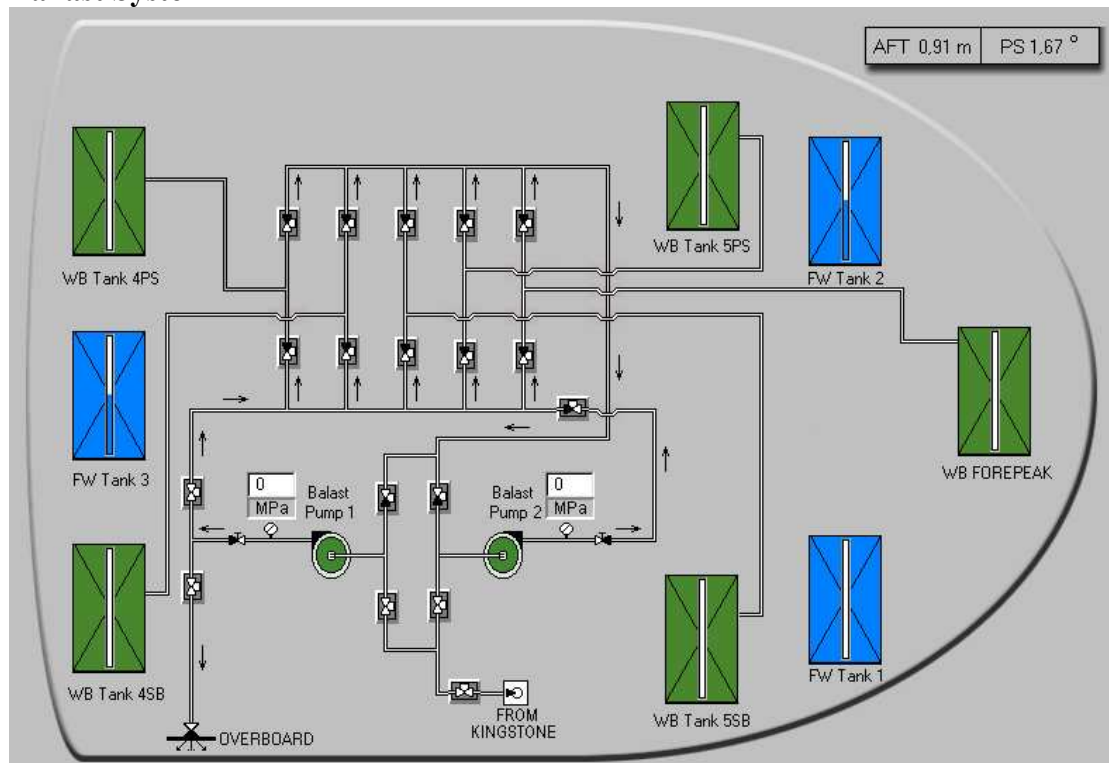 AFT 0,91 m PS 1,67 °
WB Tank 4PS
WB Tank 5PS
FW Tank 2
FW Tank 3
WB FOREPEAK
0
MPa
Balast
Pump 1
Balast
Pump 2
0
MPa
WB Tank 4SB
WB Tank 5SB
FW Tank 1
FROM
KINGSTONE
OVERBOARD